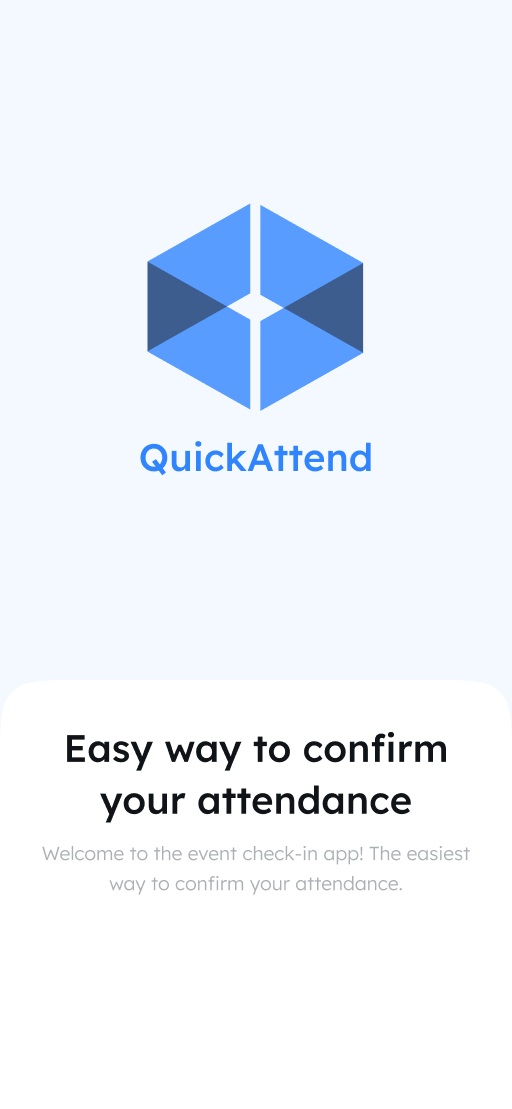 QuickAttend
Easy way to confirm
your attendance
Welcome to the event check-in app! The easiest
way to confirm your attendance.